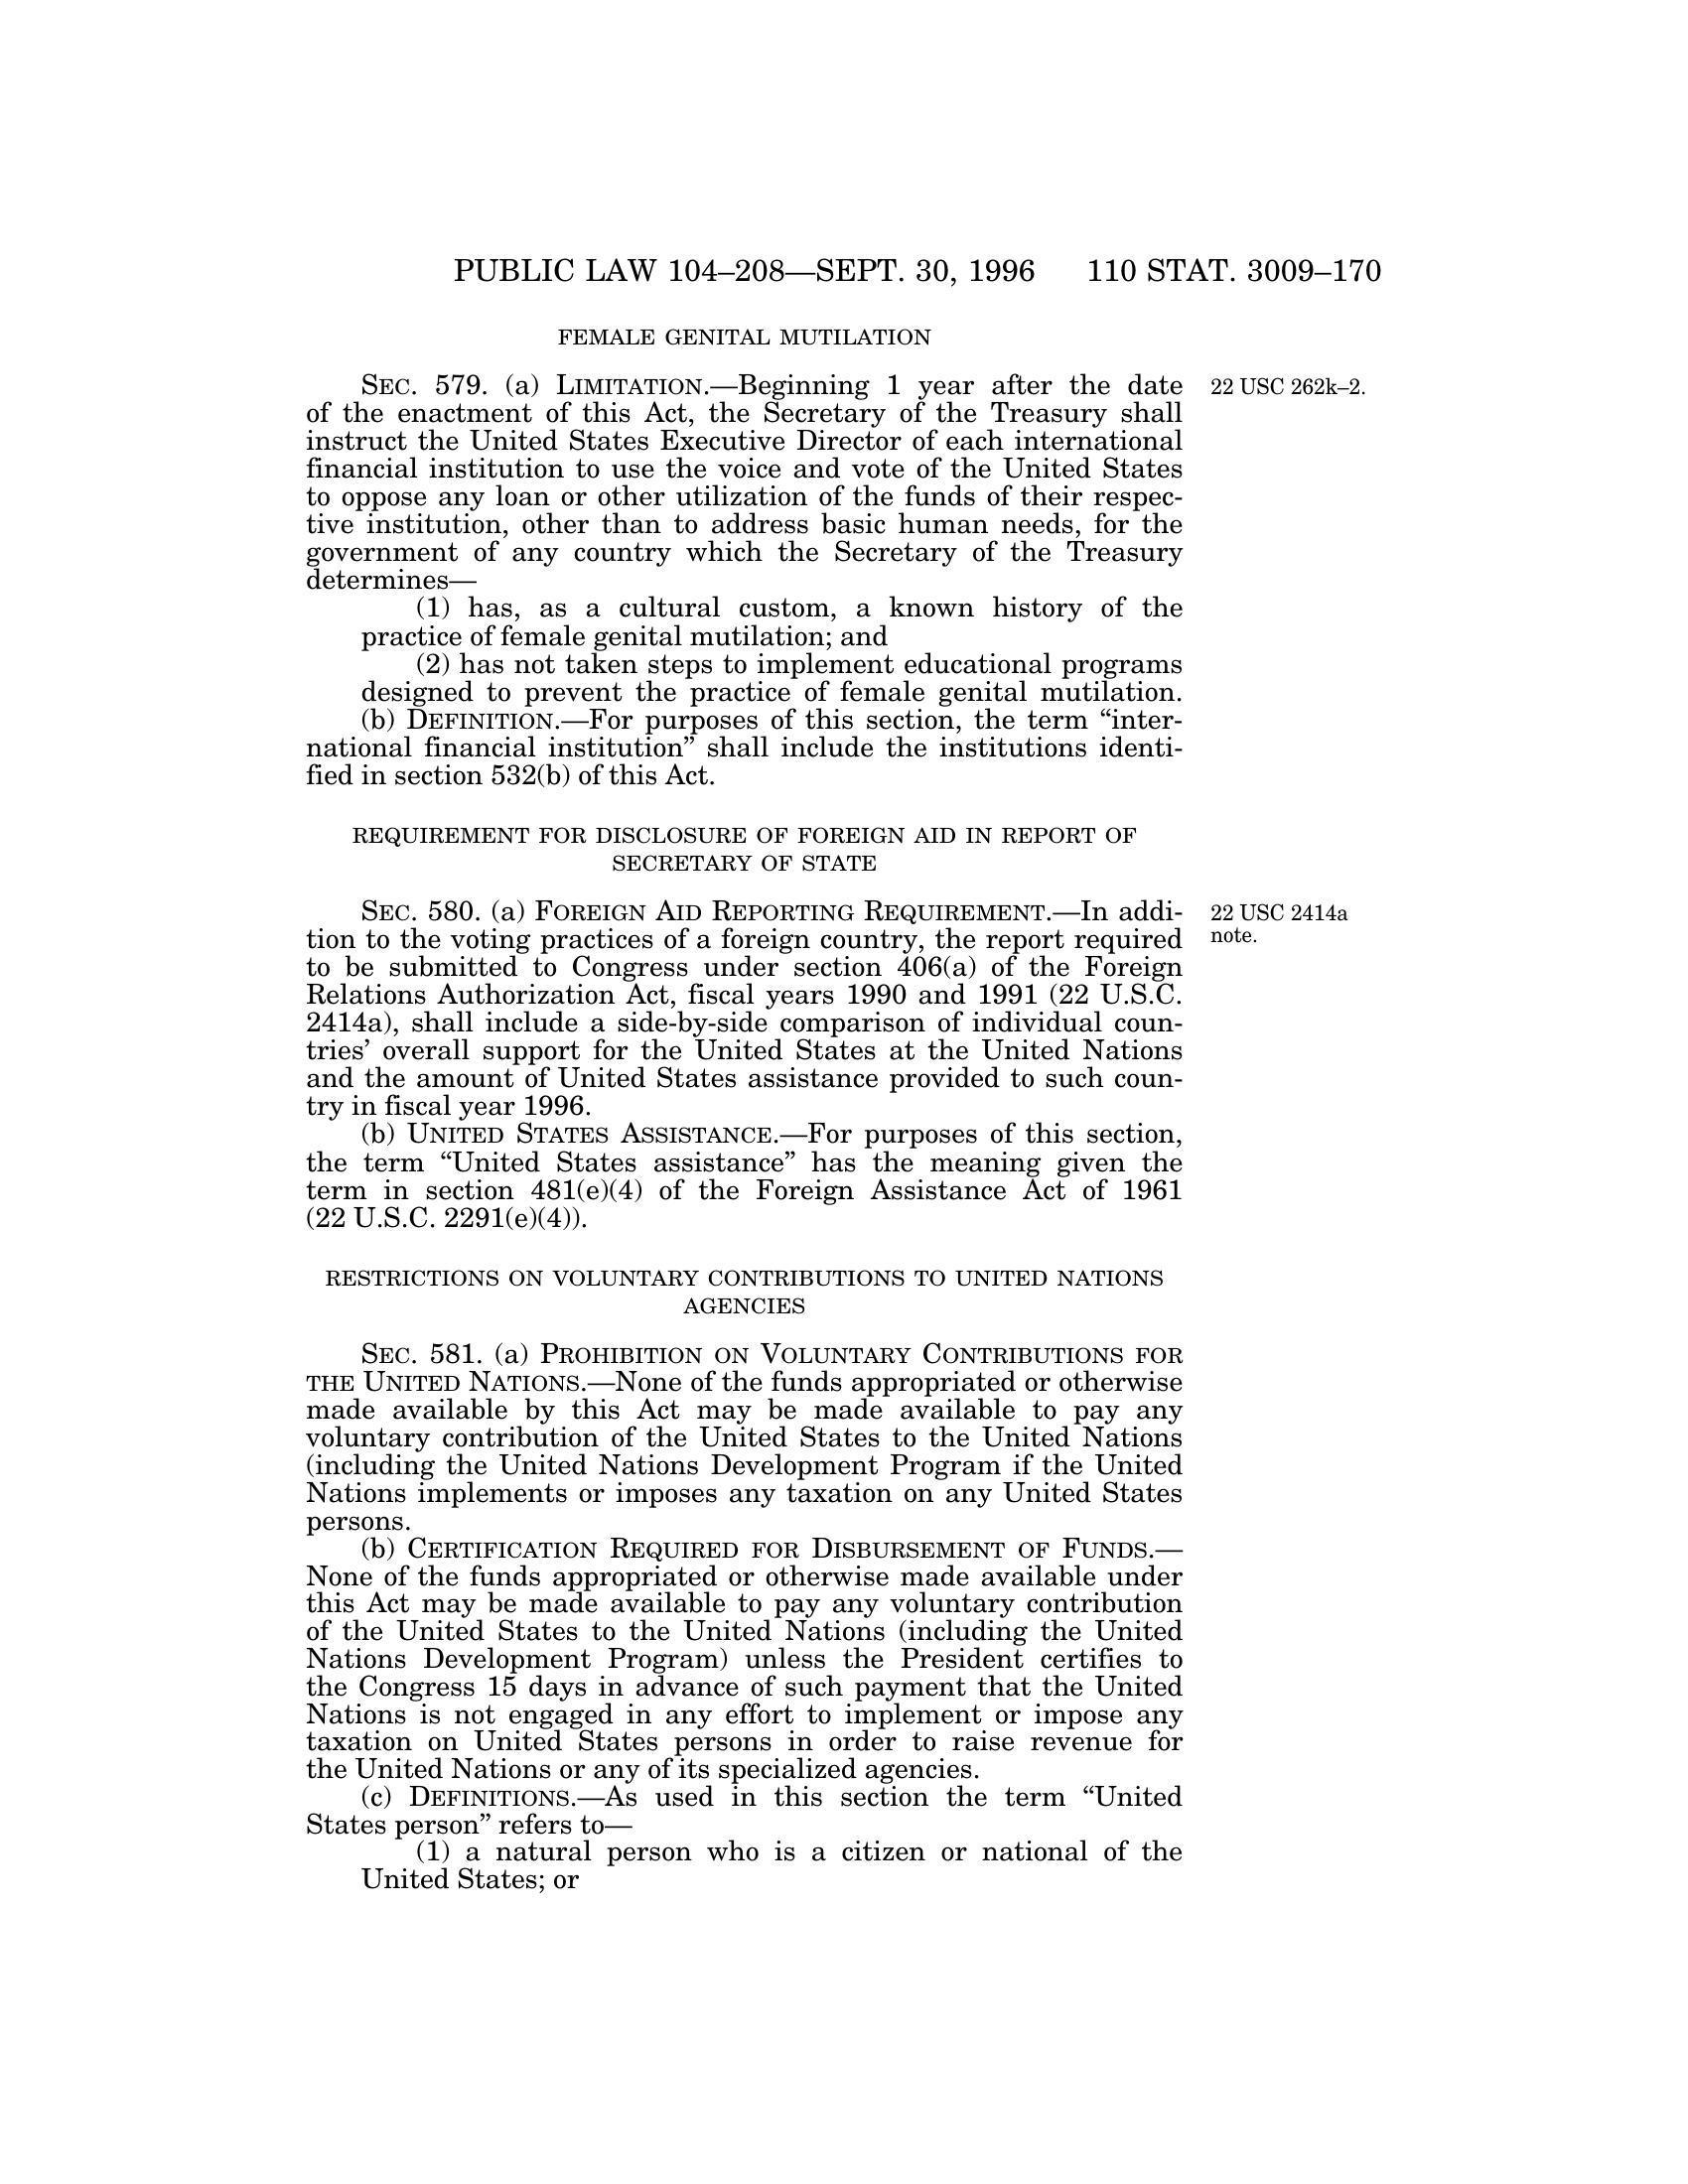 PUBLIC LAW 104–208—SEPT. 30, 1996 110 STAT. 3009–170
FEMALE GENITAL MUTILATION
SEC. 579. (a) LIMITATION.—Beginning 1 year after the date
22 USC 262k–2.
of the enactment of this Act, the Secretary of the Treasury shall
instruct the United States Executive Director of each international
financial institution to use the voice and vote of the United States
to oppose any loan or other utilization of the funds of their respec-
tive institution, other than to address basic human needs, for the
government of any country which the Secretary of the Treasury
determines—
(1) has, as a cultural custom, a known history of the
practice of female genital mutilation; and
(2) has not taken steps to implement educational programs
designed to prevent the practice of female genital mutilation.
(b) DEFINITION.—For purposes of this section, the term “inter-
national financial institution” shall include the institutions identi-
fied in section 532(b) of this Act.
REQUIREMENT FOR DISCLOSURE OF FOREIGN AID IN REPORT OF
SECRETARY OF STATE
SEC. 580. (a) FOREIGN AID REPORTING REQUIREMENT.—In addi-
22 USC 2414a
note.
tion to the voting practices of a foreign country, the report required
to be submitted to Congress under section 406(a) of the Foreign
Relations Authorization Act, fiscal years 1990 and 1991 (22 U.S.C.
2414a), shall include a side-by-side comparison of individual coun-
tries’ overall support for the United States at the United Nations
and the amount of United States assistance provided to such coun-
try in fiscal year 1996.
(b) UNITED STATES ASSISTANCE.—For purposes of this section,
the term “United States assistance” has the meaning given the
term in section 481(e)(4) of the Foreign Assistance Act of 1961
(22 U.S.C. 2291(e)(4)).
RESTRICTIONS ON VOLUNTARY CONTRIBUTIONS TO UNITED NATIONS
AGENCIES
SEC. 581. (a) PROHIBITION ON VOLUNTARY CONTRIBUTIONS FOR
THE UNITED NATIONS.—None of the funds appropriated or otherwise
made available by this Act may be made available to pay any
voluntary contribution of the United States to the United Nations
(including the United Nations Development Program if the United
Nations implements or imposes any taxation on any United States
persons.
(b) CERTIFICATION REQUIRED FOR DISBURSEMENT OF FUNDS.—
None of the funds appropriated or otherwise made available under
this Act may be made available to pay any voluntary contribution
of the United States to the United Nations (including the United
Nations Development Program) unless the President certifies to
the Congress 15 days in advance of such payment that the United
Nations is not engaged in any effort to implement or impose any
taxation on United States persons in order to raise revenue for
the United Nations or any of its specialized agencies.
(c) DEFINITIONS.—As used in this section the term “United
States person” refers to—
(1) a natural person who is a citizen or national of the
United States; or